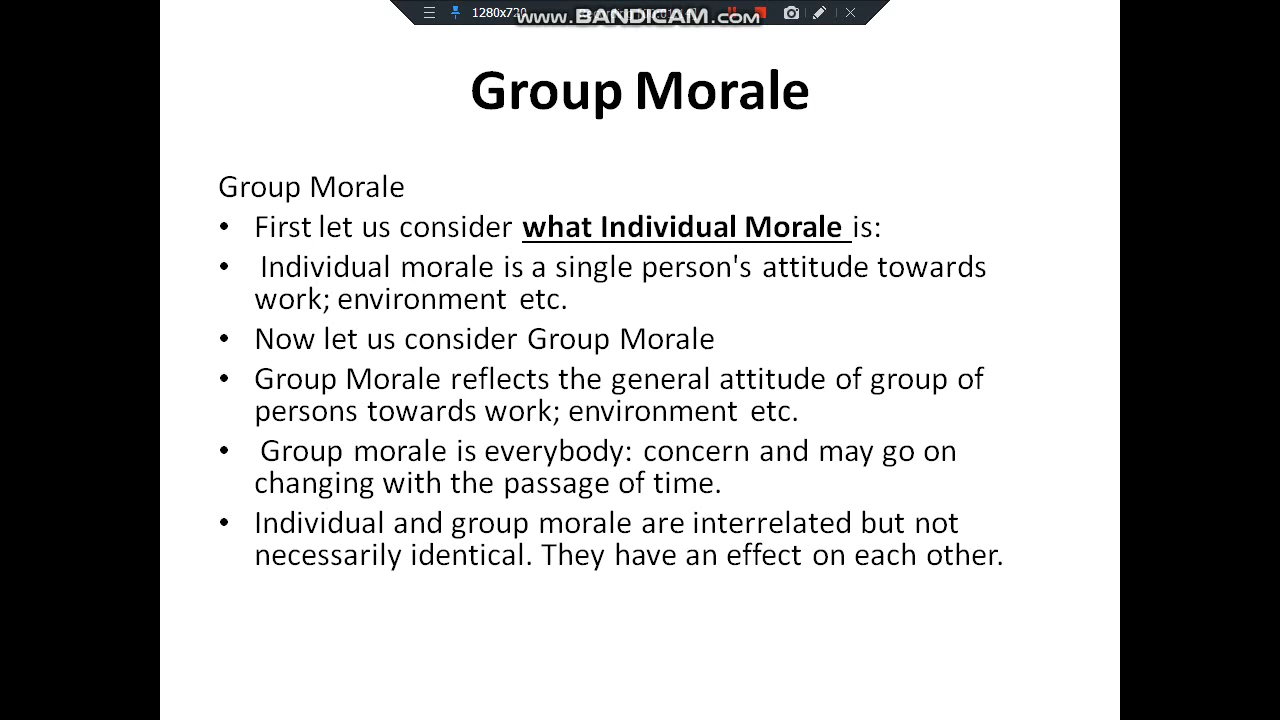 1280x720
www.BANDICAM.com
Group Morale
Group Morale
• First let us consider what Individual Morale is:
• Individual morale is a single person's attitude towards
work; environment etc.
• Now let us consider Group Morale
• Group Morale reflects the general attitude of group of
persons towards work; environment etc.
• Group morale is everybody: concern and may go on
changing with the passage of time.
• Individual and group morale are interrelated but not
necessarily identical. They have an effect on each other.